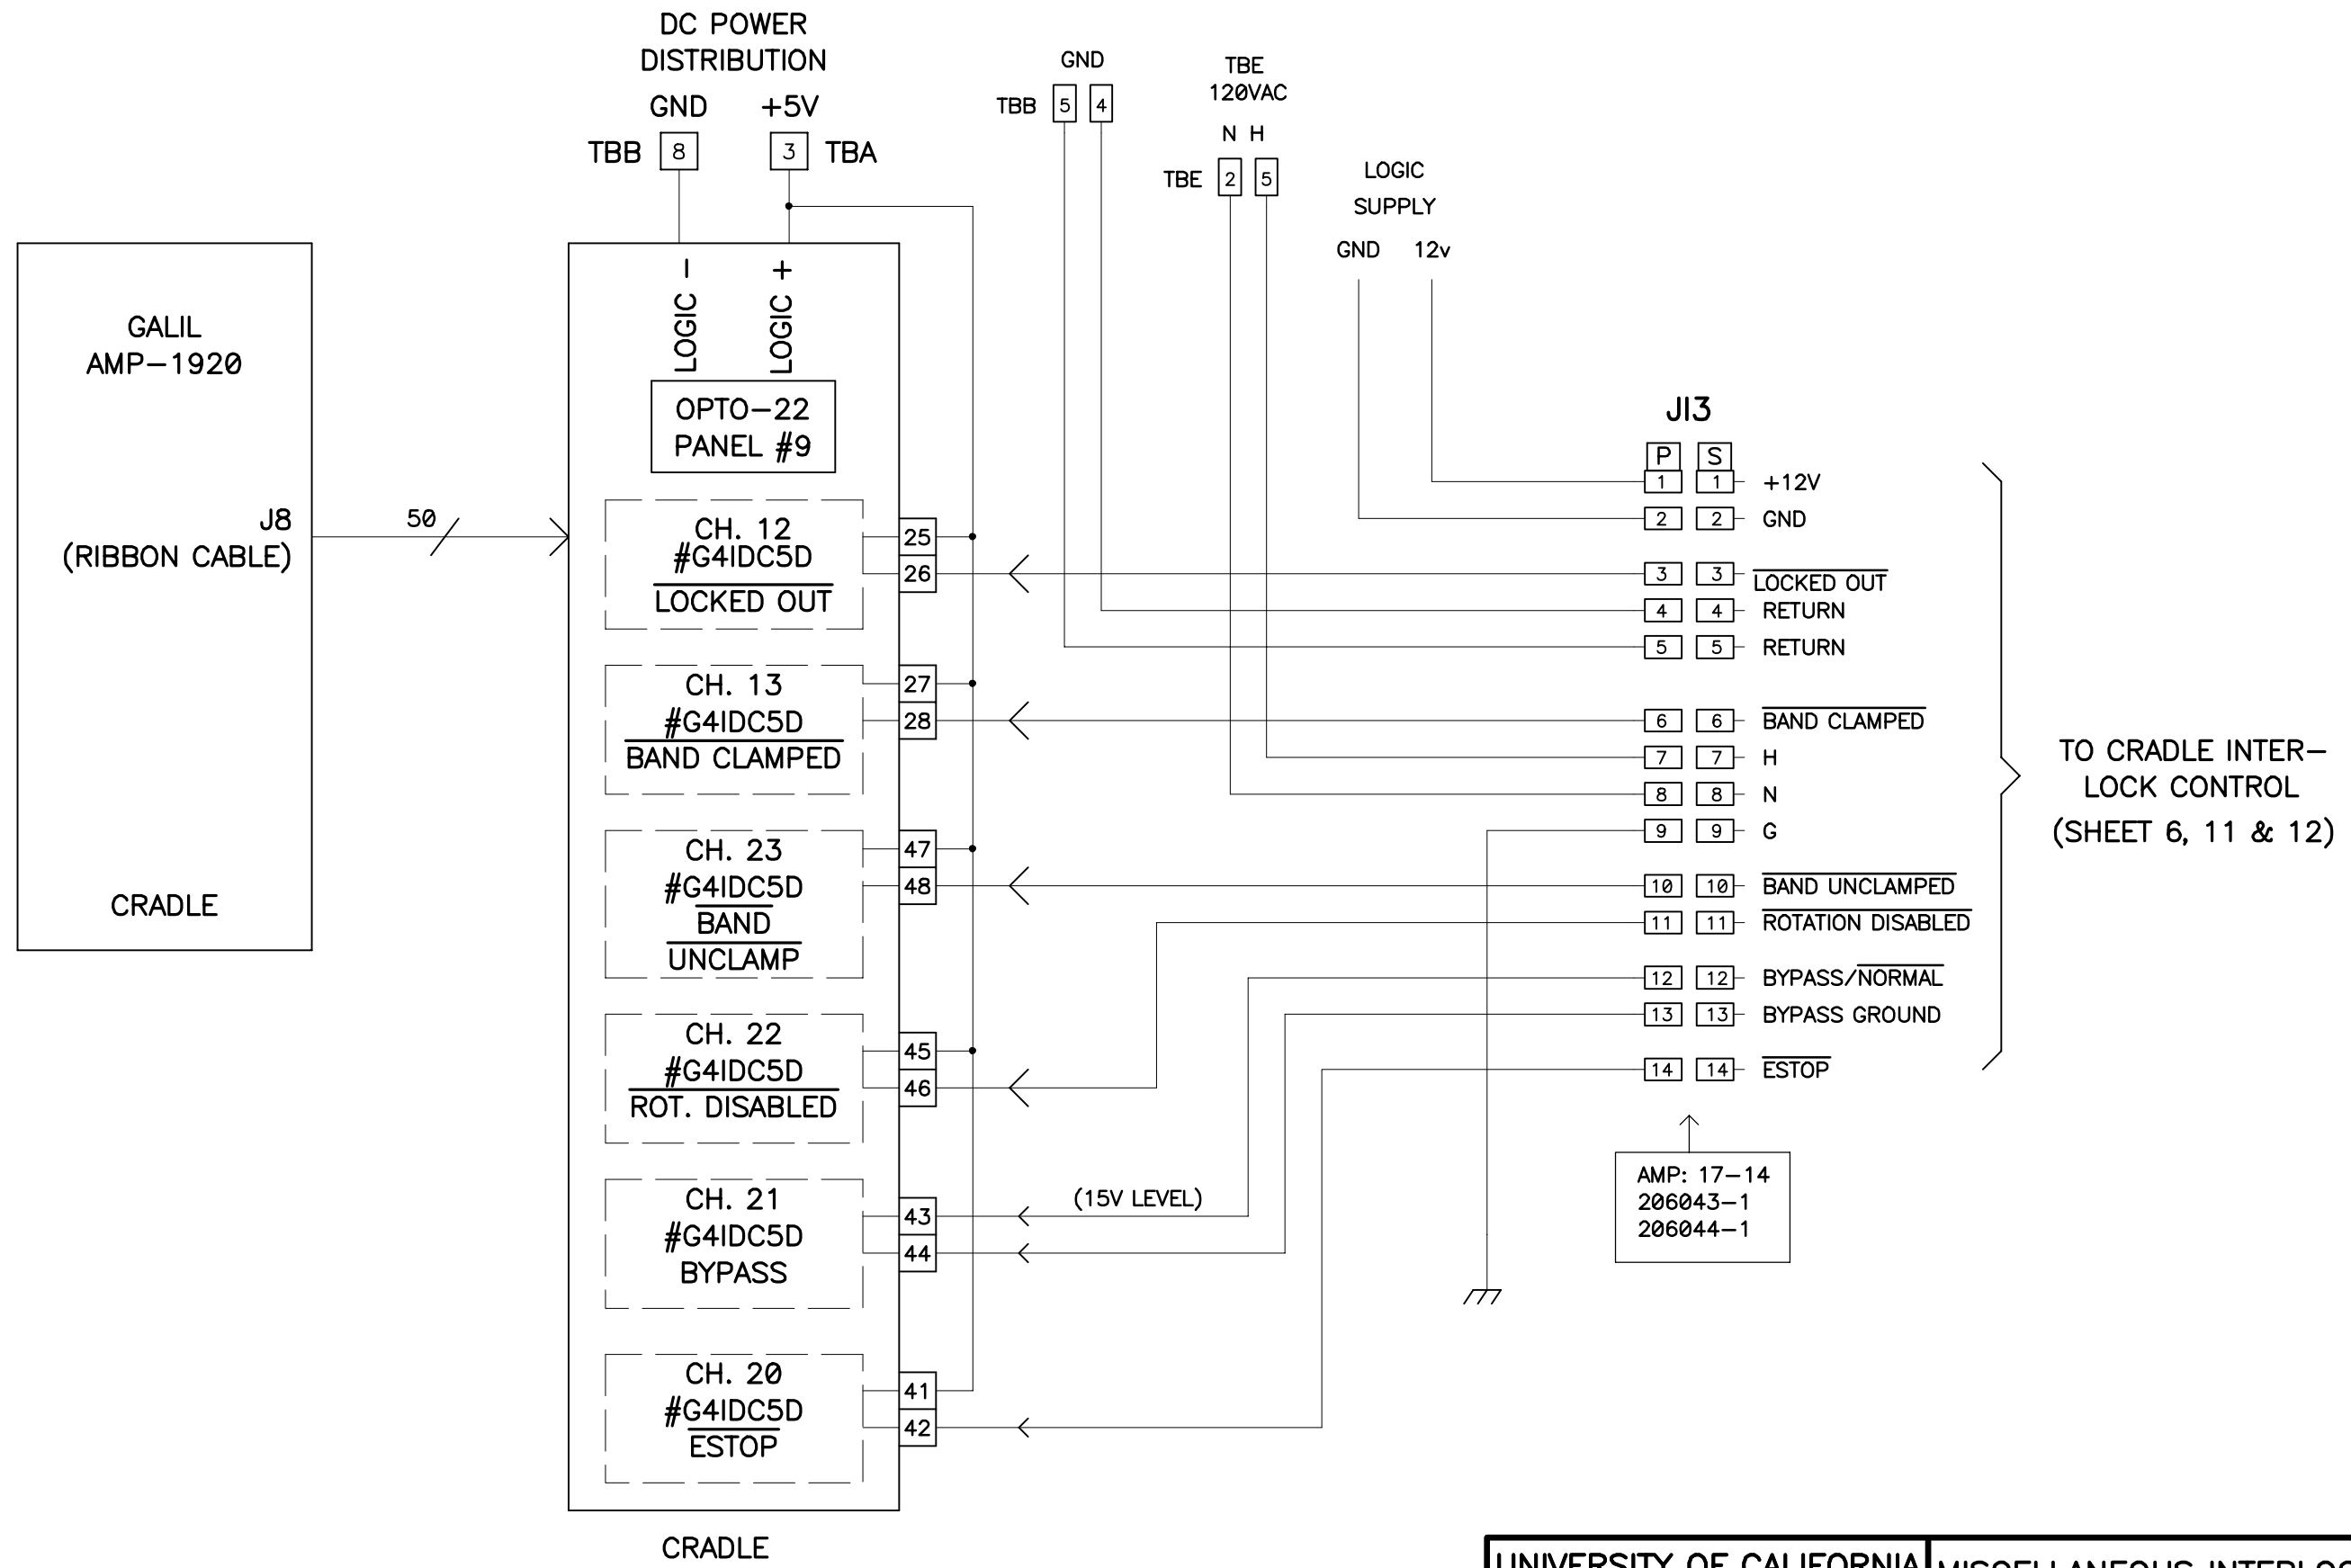 DC POWER
DISTRIBUTION
GND +5V
TBB 8 3 TBA
GND
TBB 5 4
TBE
120VAC
N H
TBE 2 5
LOGIC
SUPPLY
GND 12v
GALIL
AMP-1920
J8
(RIBBON CABLE)
CRADLE
50
LOGIC -
LOGIC +
OPTO-22
PANEL #9
CH. 12
#G4IDC5D
LOCKED OUT
25
26
CH. 13
#G4IDC5D
BAND CLAMPED
27
28
CH. 23
#G4IDC5D
BAND
UNCLAMP
47
48
CH. 22
#G4IDC5D
ROT. DISABLED
45
46
CH. 21
#G4IDC5D
BYPASS
43
44
(15V LEVEL)
CH. 20
#G4IDC5D
ESTOP
41
42
CRADLE
JI3
P S
1 1 +12V
2 2 GND
3 3 LOCKED OUT
4 4 RETURN
5 5 RETURN
6 6 BAND CLAMPED
7 7 H
8 8 N
9 9 G
10 10 BAND UNCLAMPED
11 11 ROTATION DISABLED
12 12 BYPASS/NORMAL
13 13 BYPASS GROUND
14 14 ESTOP
TO CRADLE INTER-
LOCK CONTROL
(SHEET 6, 11 & 12)
AMP: 17-14
206043-1
206044-1
UNIVERSITY OF CALIFORNIA
MISCELLANEOUS